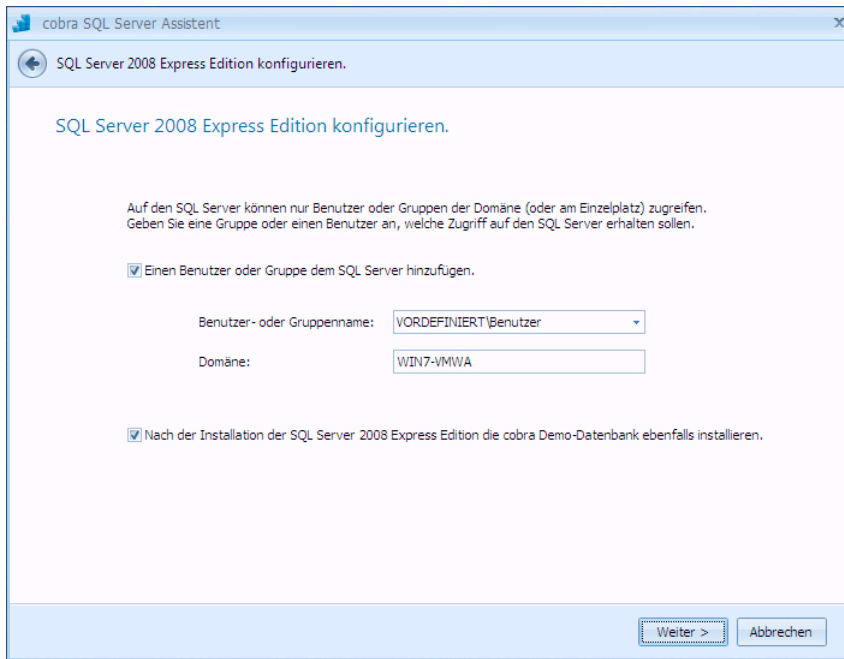 cobra SQL Server Assistent
SQL Server 2008 Express Edition konfigurieren.
SQL Server 2008 Express Edition konfigurieren.
Auf den SQL Server können nur Benutzer oder Gruppen der Domäne (oder am Einzelplatz) zugreifen.
Geben Sie eine Gruppe oder einen Benutzer an, welche Zugriff auf den SQL Server erhalten sollen.
Einen Benutzer oder Gruppe dem SQL Server hinzufügen.
Benutzer- oder Gruppenname: VORDEFINIERT\Benutzer
Domäne: WIN7-VMWA
Nach der Installation der SQL Server 2008 Express Edition die cobra Demo-Datenbank ebenfalls installieren.
Weiter > Abbrechen